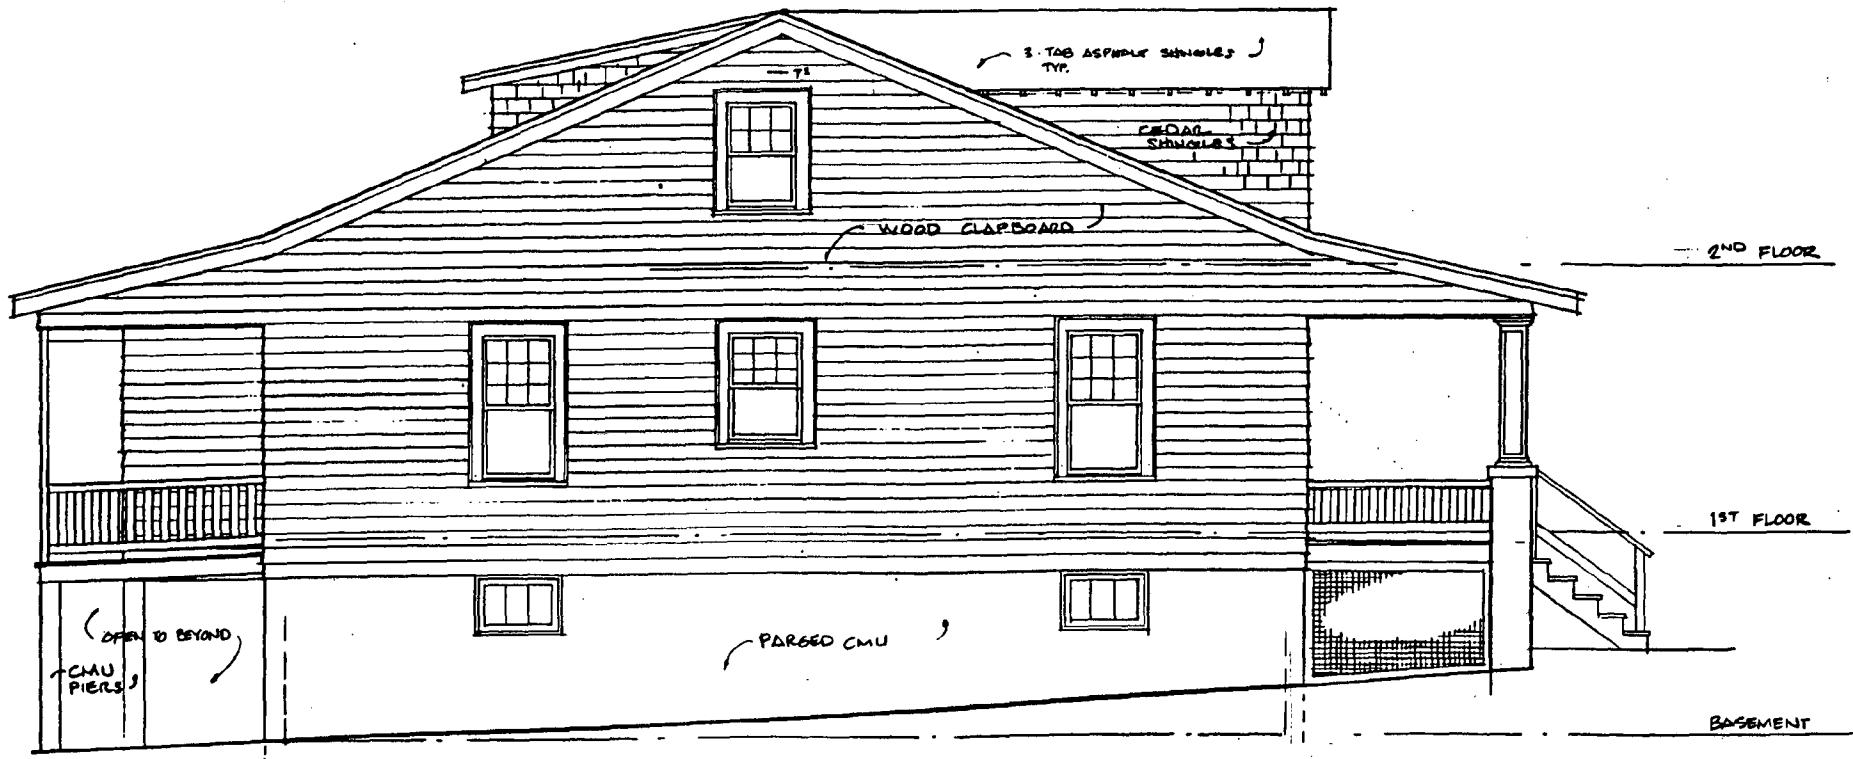 3-TAB ASPHALT SHINGLES
TYP.
CEDAR
SHINGLES
WOOD CLAPBOARD
2ND FLOOR
1ST FLOOR
OPEN TO BEYOND
PARGED CMU
CMU
PIERS
BASEMENT